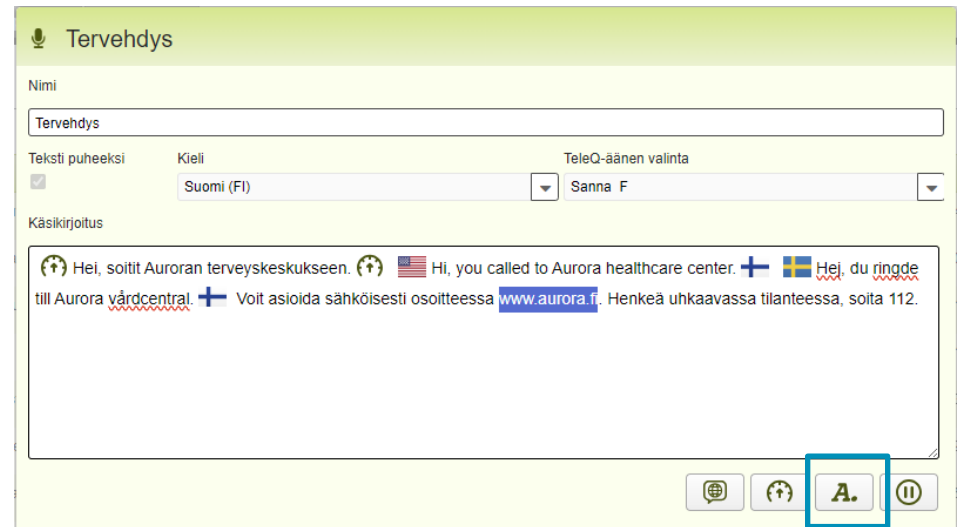 Tervehdys
Nimi
Tervehdys
Teksti puheeksi Kieli TeleQ-äänen valinta
Suomi (FI) Sanna F
Käsikirjoitus
Hei, soitit Auroran terveyskeskukseen. Hi, you called to Aurora healthcare center. Hej, du ringde
till Aurora vårdcentral. Voit asioida sähköisesti osoitteessa www.aurora.fi. Henkeä uhkaavassa tilanteessa, soita 112.
A.